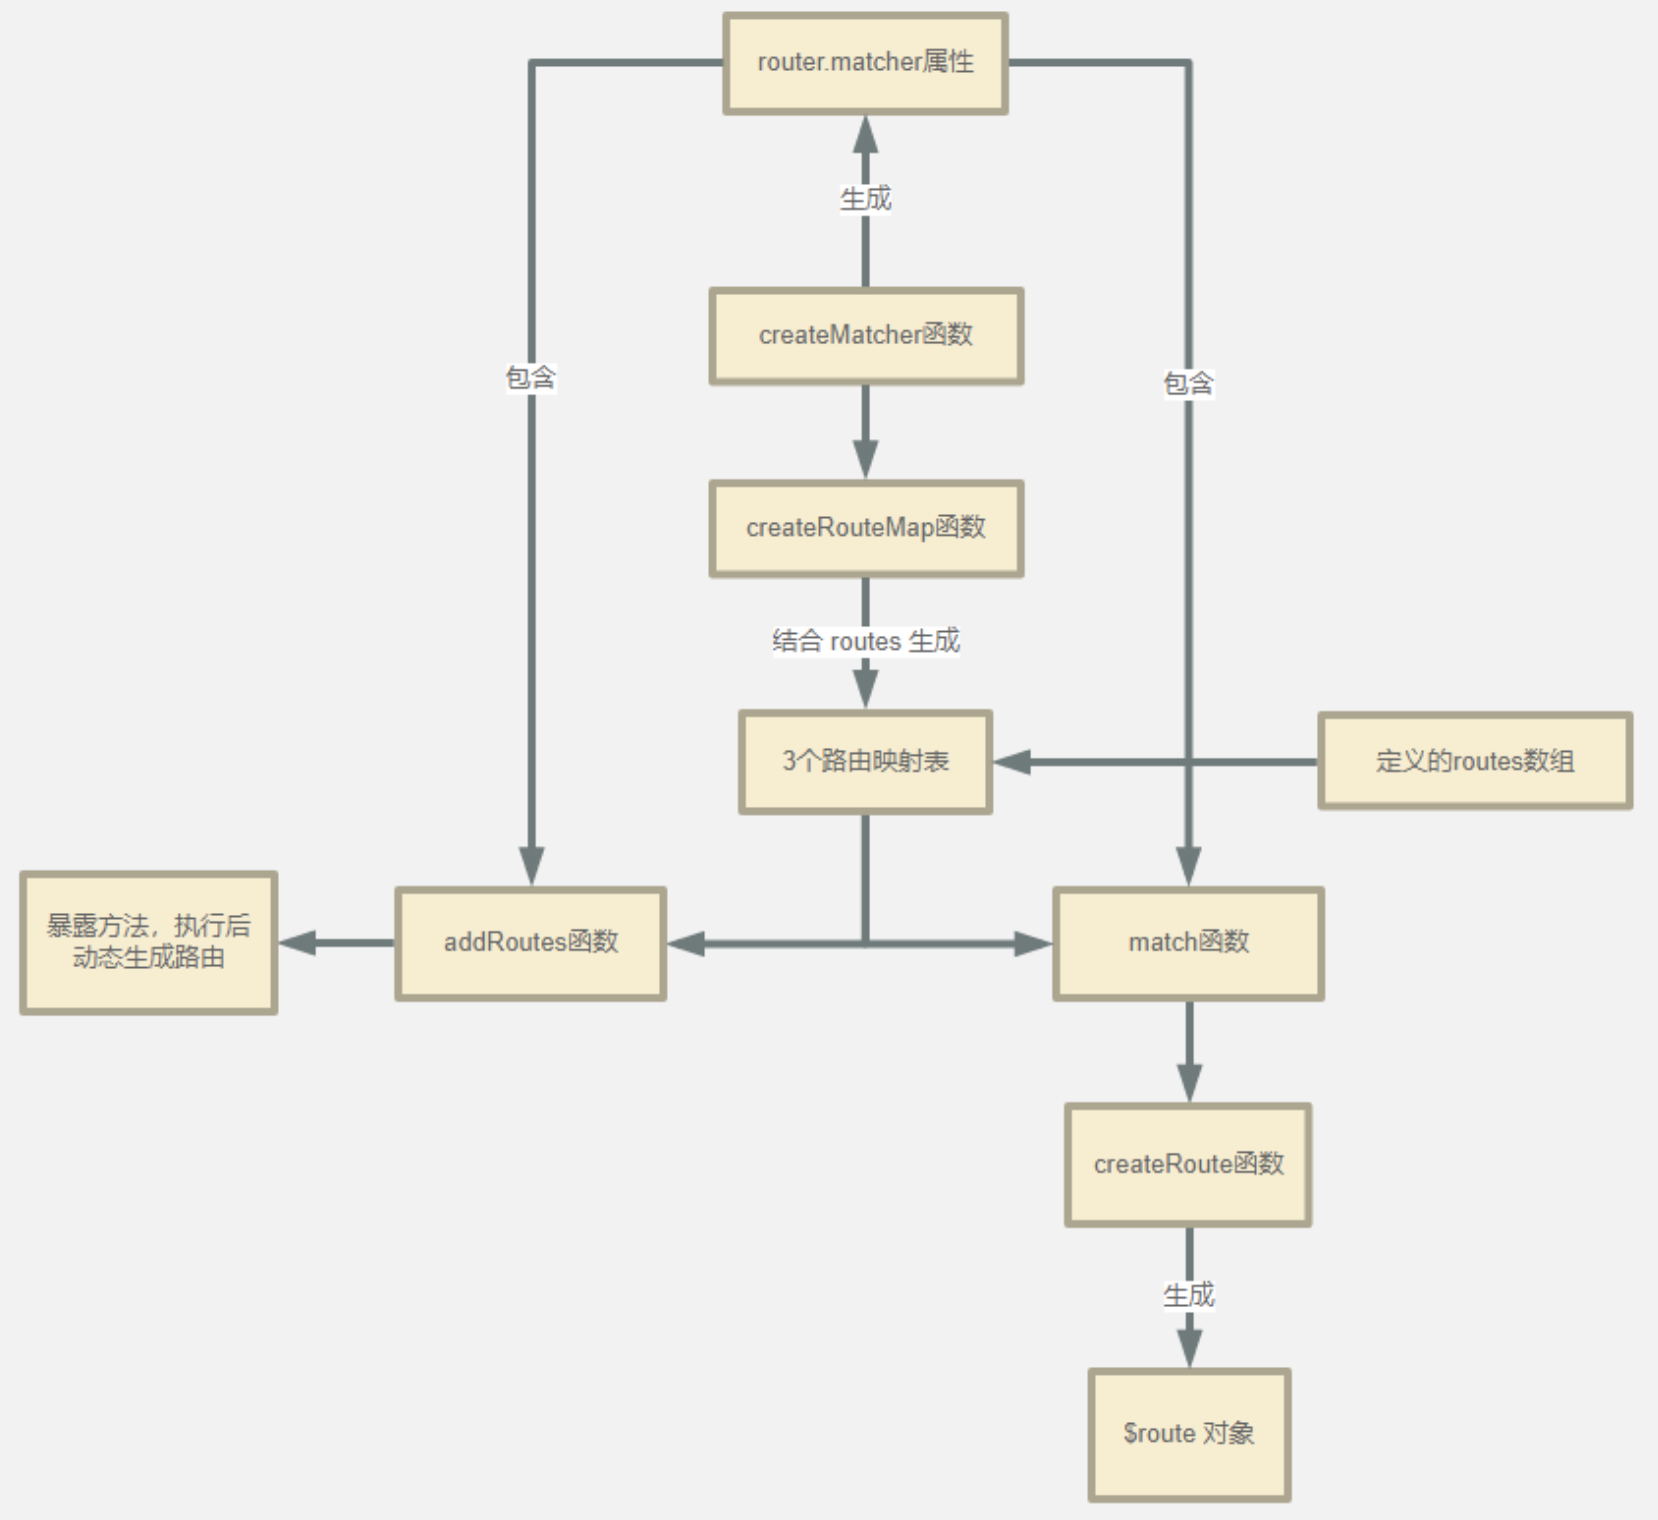 router.matcher属性
生成
createMatcher函数
包含
包含
createRouteMap函数
结合 routes 生成
3个路由映射表
定义的routes数组
暴露方法，执行后
动态生成路由
addRoutes函数
match函数
createRoute函数
生成
$route 对象